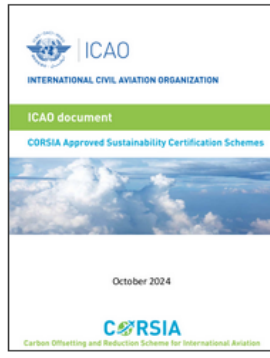 ICAO
INTERNATIONAL CIVIL AVIATION ORGANIZATION
ICAO document
CORSIA Approved Sustainability Certification Schemes
October 2024
CORSIA
Carbon Offsetting and Reduction Scheme for International Aviation